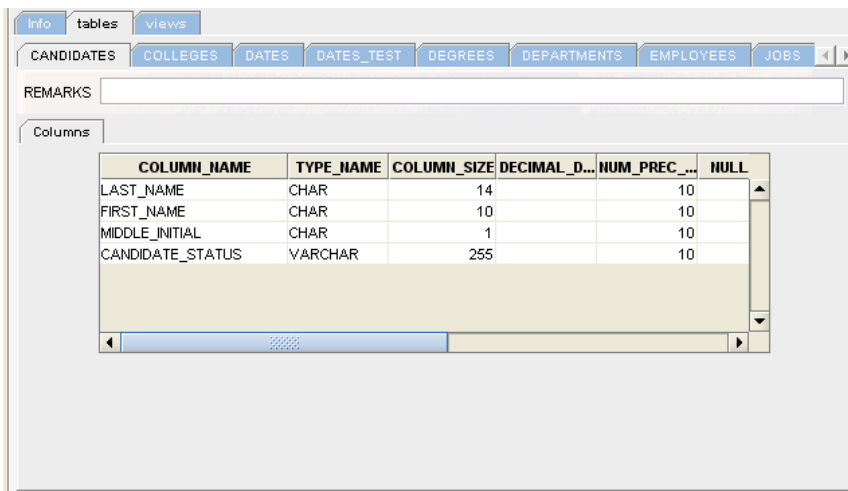 Info tables views
CANDIDATES COLLEGES DATES DATES_TEST DEGREES DEPARTMENTS EMPLOYEES JOBS
REMARKS
Columns
COLUMN_NAME TYPE_NAME COLUMN_SIZE DECIMAL_D... NUM_PREC_... NULL
LAST_NAME CHAR 14 10
FIRST_NAME CHAR 10 10
MIDDLE_INITIAL CHAR 1 10
CANDIDATE_STATUS VARCHAR 255 10